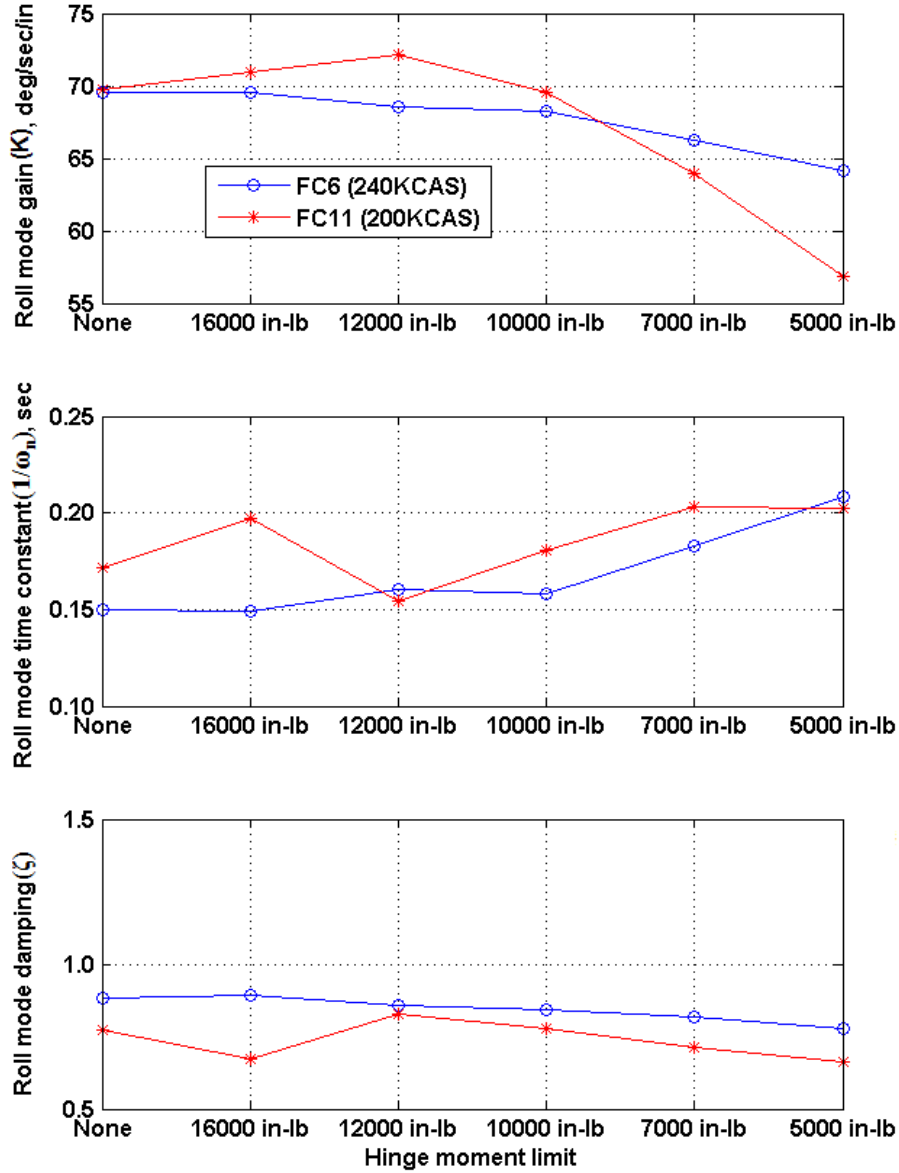 Roll mode gain(K), deg/sec/in
75
70
65
60
55
FC6 (240KCAS)
FC11 (200KCAS)
None 16000 in-lb 12000 in-lb 10000 in-lb 7000 in-lb 5000 in-lb
Roll mode time constant(1/ωn), sec
0.25
0.20
0.15
0.10
None 16000 in-lb 12000 in-lb 10000 in-lb 7000 in-lb 5000 in-lb
Roll mode damping(ζ)
1.5
1.0
0.5
None 16000 in-lb 12000 in-lb 10000 in-lb 7000 in-lb 5000 in-lb
Hinge moment limit